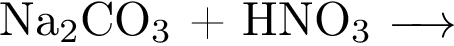 Na₂CO₃ + HNO₃ ⟶